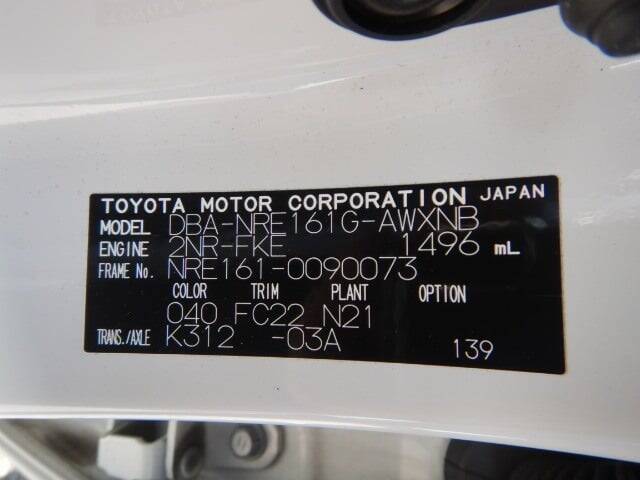 TOYOTA MOTOR CORPORATION JAPAN
MODEL DBA-NRE161G-AWXNB
ENGINE 2NR-FKE 1496 mL
FRAME No. NRE161-0090073
COLOR TRIM PLANT OPTION
040 FC22 N21
TRANS./AXLE K312 -03A 139